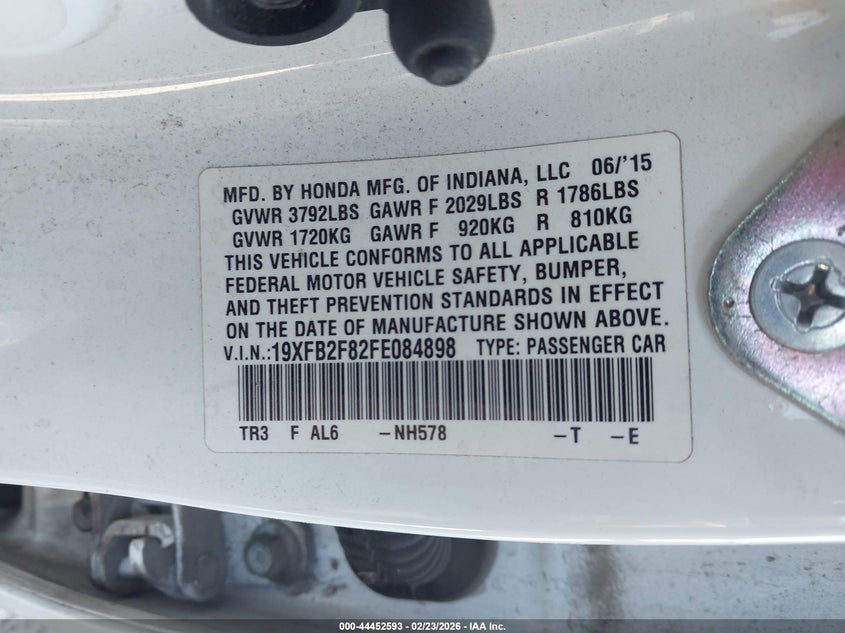 MFD. BY HONDA MFG. OF INDIANA, LLC 06/'15
GVWR 3792LBS GAWR F 2029LBS R 1786LBS
GVWR 1720KG GAWR F 920KG R 810KG
THIS VEHICLE CONFORMS TO ALL APPLICABLE
FEDERAL MOTOR VEHICLE SAFETY, BUMPER,
AND THEFT PREVENTION STANDARDS IN EFFECT
ON THE DATE OF MANUFACTURE SHOWN ABOVE.
V.I.N.:19XFB2F82FE084898 TYPE: PASSENGER CAR
TR3 F AL6 -NH578 -T -E
000-44452593 - 02/23/2026 - IAA Inc.